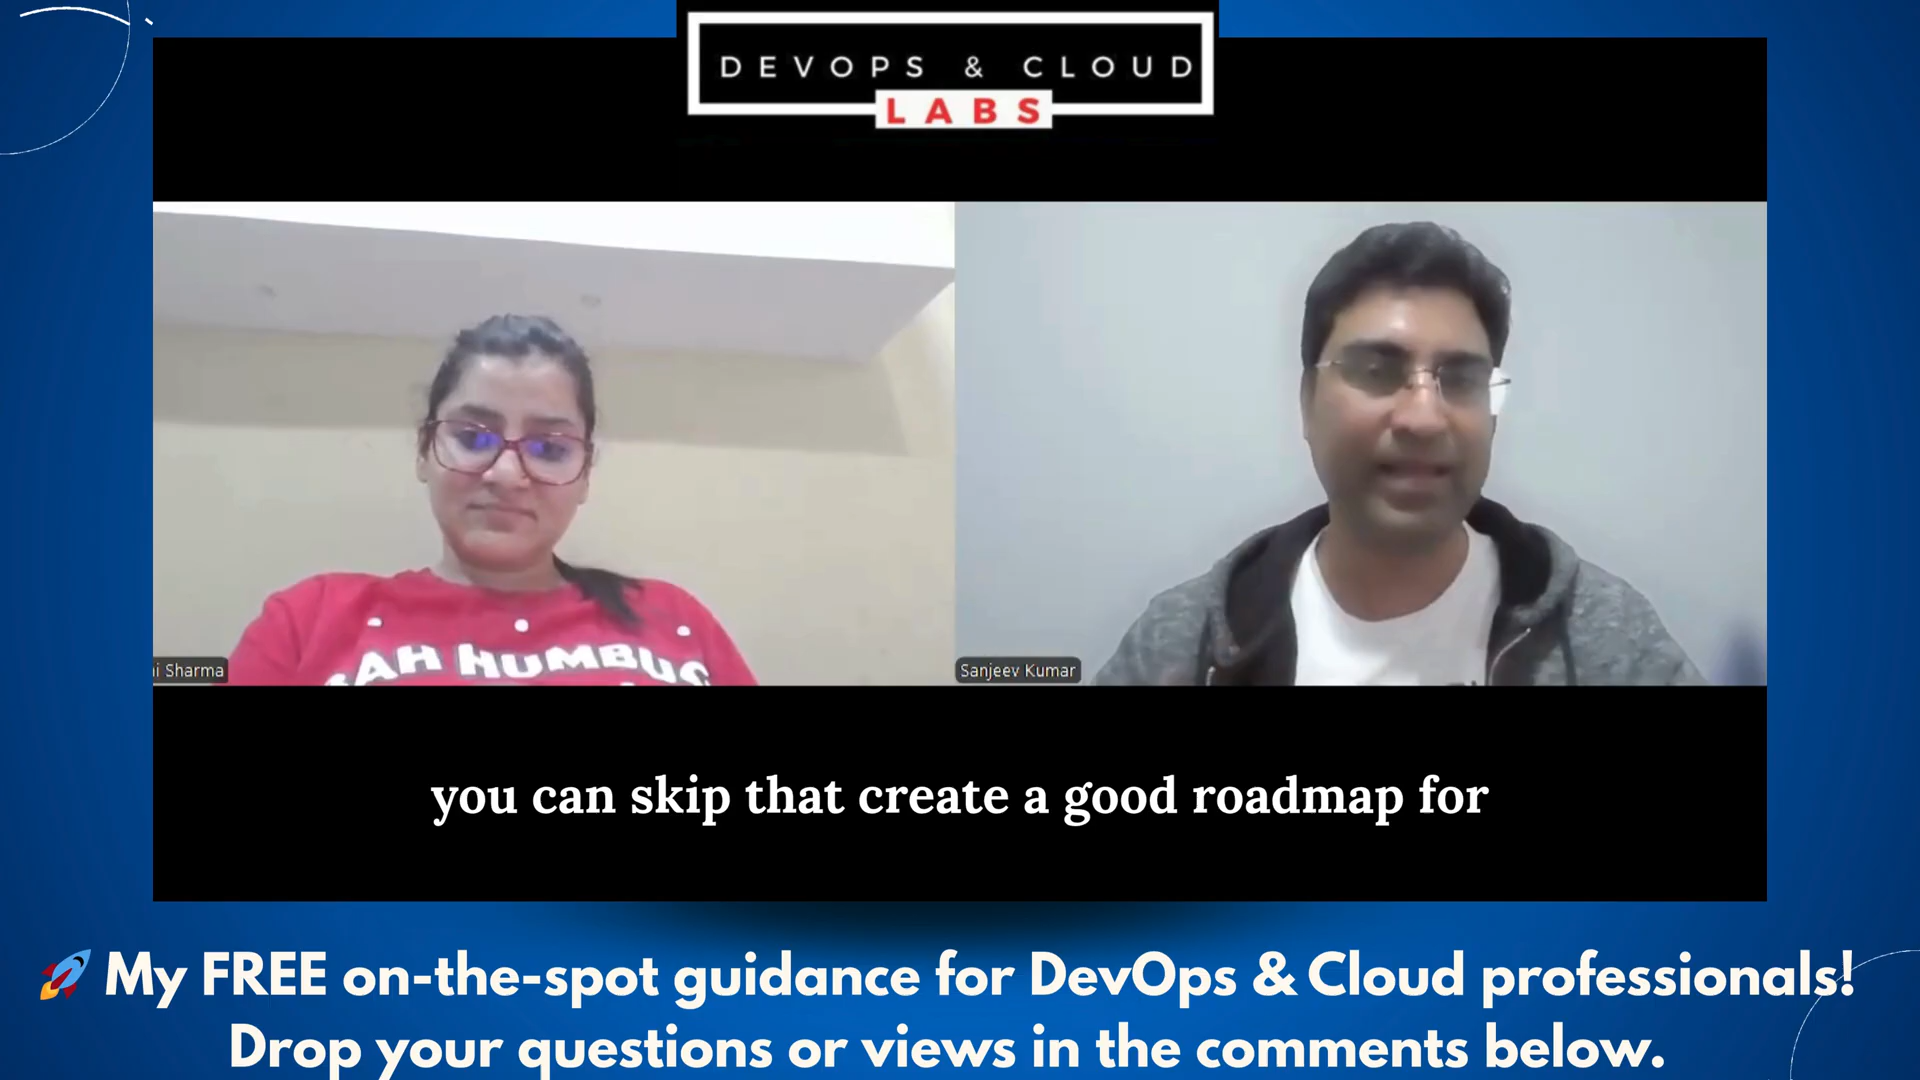 DEVOPS & CLOUD
LABS
AH HUMBUG
i Sharma
Sanjeev Kumar
you can skip that create a good roadmap for
🚀 My FREE on-the-spot guidance for DevOps & Cloud professionals!
Drop your questions or views in the comments below.